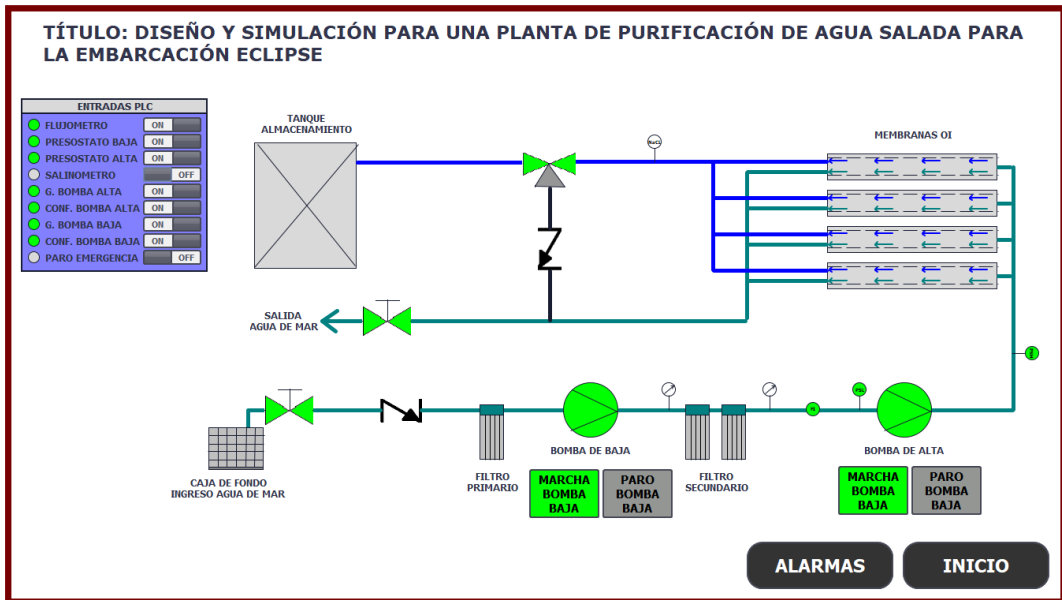 TÍTULO: DISEÑO Y SIMULACIÓN PARA UNA PLANTA DE PURIFICACIÓN DE AGUA SALADA PARA
LA EMBARCACIÓN ECLIPSE
ENTRADAS PLC
FLUJOMETRO ON
PRESOSTATO BAJA ON
PRESOSTATO ALTA ON
SALINOMETRO OFF
G. BOMBA ALTA ON
CONF. BOMBA ALTA ON
G. BOMBA BAJA ON
CONF. BOMBA BAJA ON
PARO EMERGENCIA OFF
TANQUE
ALMACENAMIENTO
NaCL
MEMBRANAS OI
SALIDA
AGUA DE MAR
CAJA DE FONDO
INGRESO AGUA DE MAR
FILTRO
PRIMARIO
BOMBA DE BAJA
MARCHA
BOMBA
BAJA
PARO
BOMBA
BAJA
FILTRO
SECUNDARIO
PSL
BOMBA DE ALTA
MARCHA
BOMBA
BAJA
PARO
BOMBA
BAJA
ALARMAS
INICIO